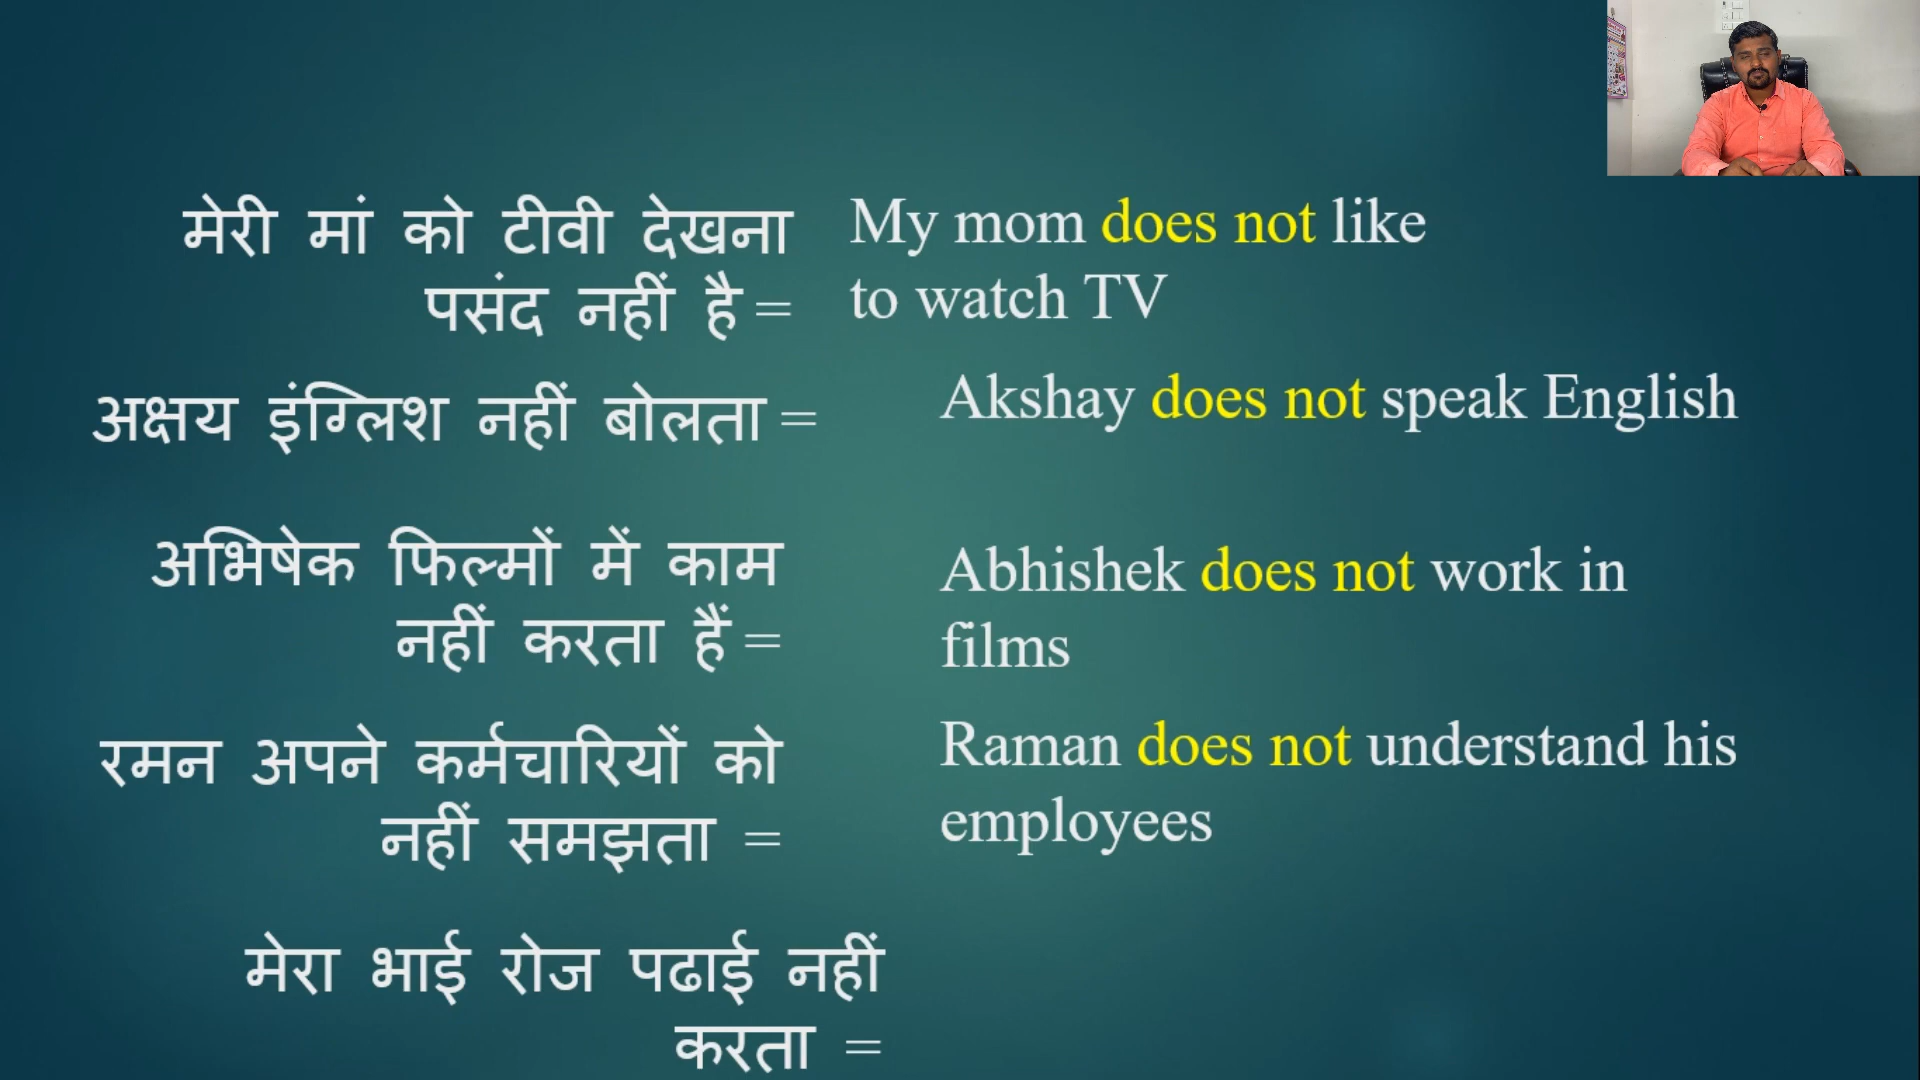 मेरी मां को टीवी देखना
पसंद नहीं है =
My mom does not like
to watch TV
अक्षय इंग्लिश नहीं बोलता =
Akshay does not speak English
अभिषेक फिल्मों में काम
नहीं करता हैं =
Abhishek does not work in
films
रमन अपने कर्मचारियों को
नहीं समझता =
Raman does not understand his
employees
मेरा भाई रोज पढाई नहीं
करता =